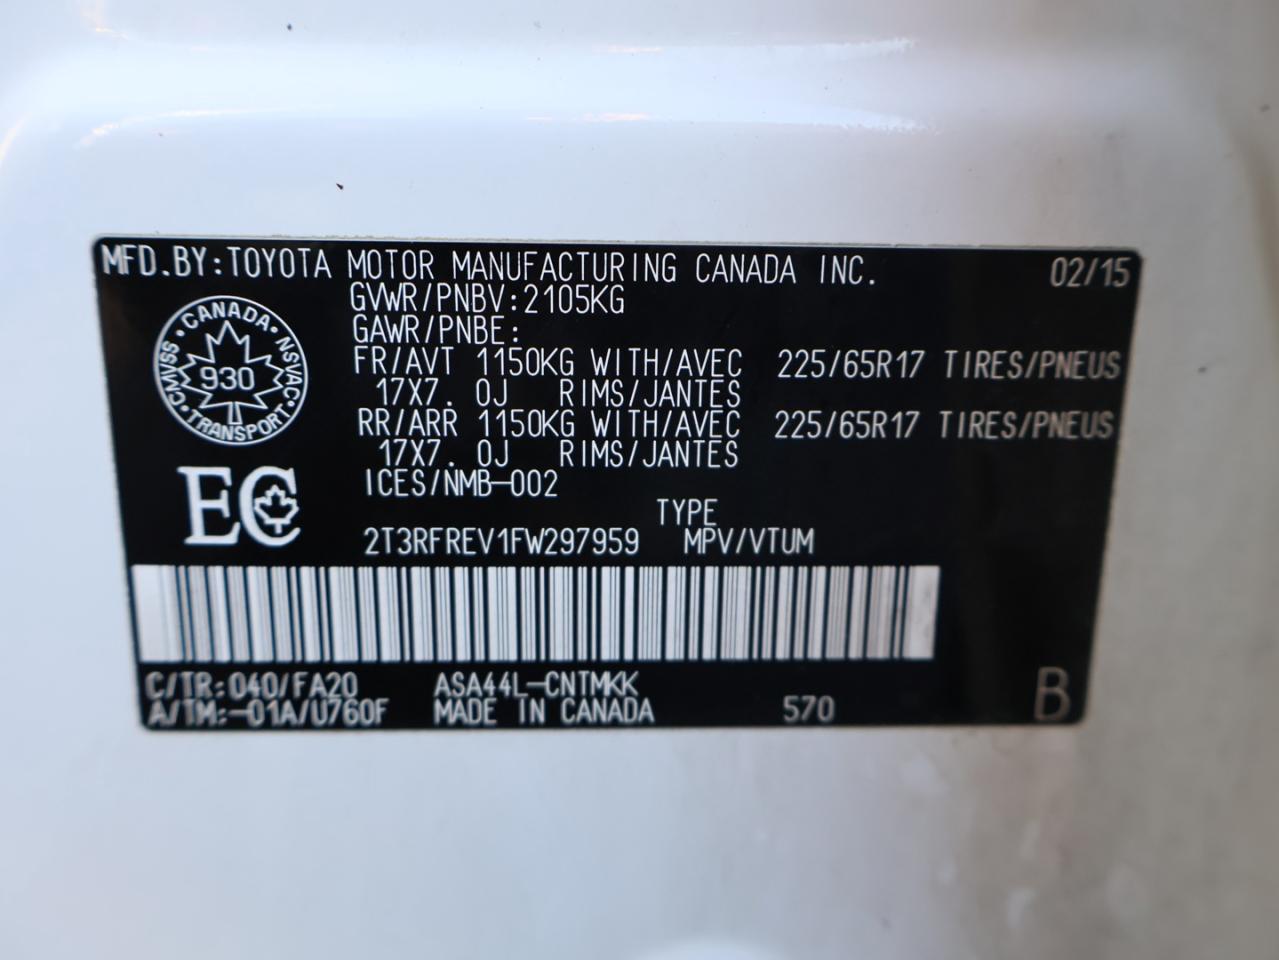 MFD.BY:TOYOTA MOTOR MANUFACTURING CANADA INC. 02/15
GVWR/PNBV:2105KG
GAWR/PNBE:
FR/AVT 1150KG WITH/AVEC 225/65R17 TIRES/PNEUS
17X7. 0J RIMS/JANTES
RR/ARR 1150KG WITH/AVEC 225/65R17 TIRES/PNEUS
17X7. 0J RIMS/JANTES
ICES/NMB-002
CANADA
CMVSS
NSVAC
930
TRANSPORT
EC
TYPE
2T3RFREV1FW297959 MPV/VTUM
C/TR:040/FA20 ASA44L-CNTMKK
A/TM:-01A/U760F MADE IN CANADA 570 B